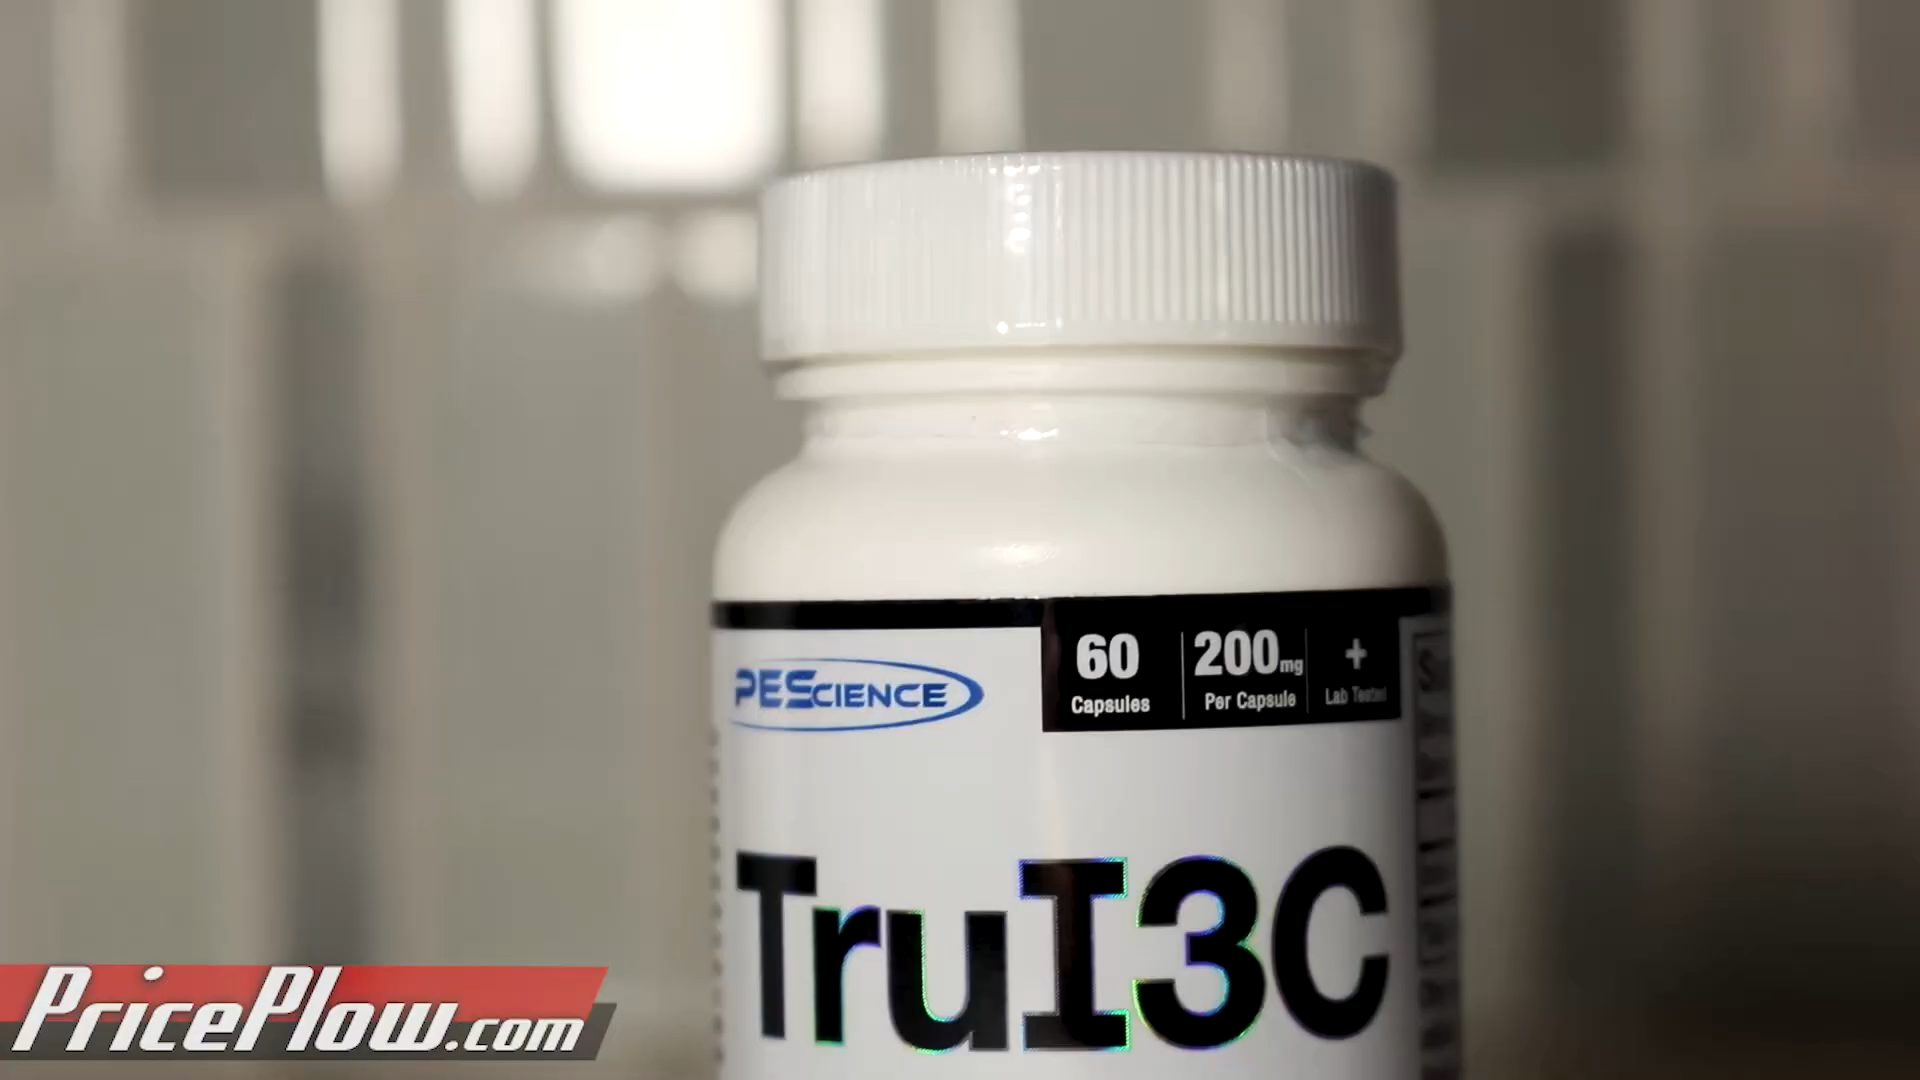 60
Capsules
200mg
Per Capsule
+
Lab Tested
PEScience
TruI3C
PricePlow.com